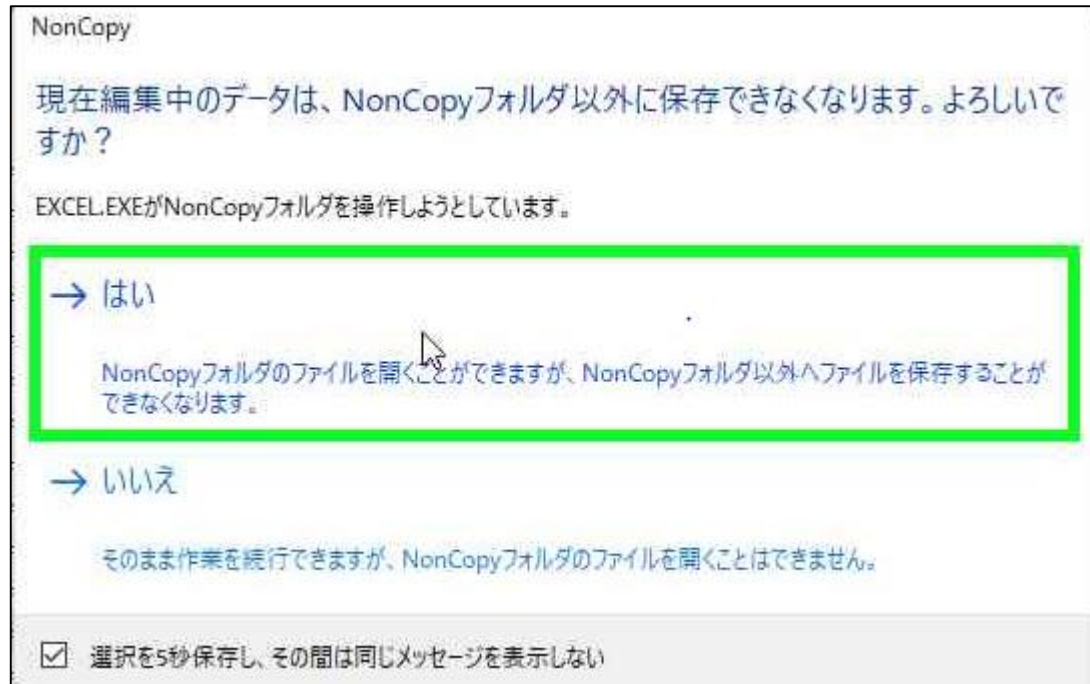 NonCopy
現在編集中のデータは、NonCopyフォルダ以外に保存できなくなります。よろしいで
すか？
EXCEL.EXEがNonCopyフォルダを操作しようとしています。
→ はい
NonCopyフォルダのファイルを開くことができますが、NonCopyフォルダ以外へファイルを保存することが
できなくなります。
→ いいえ
そのまま作業を続行できますが、NonCopyフォルダのファイルを開くことはできません。
選択を5秒保存し、その間は同じメッセージを表示しない